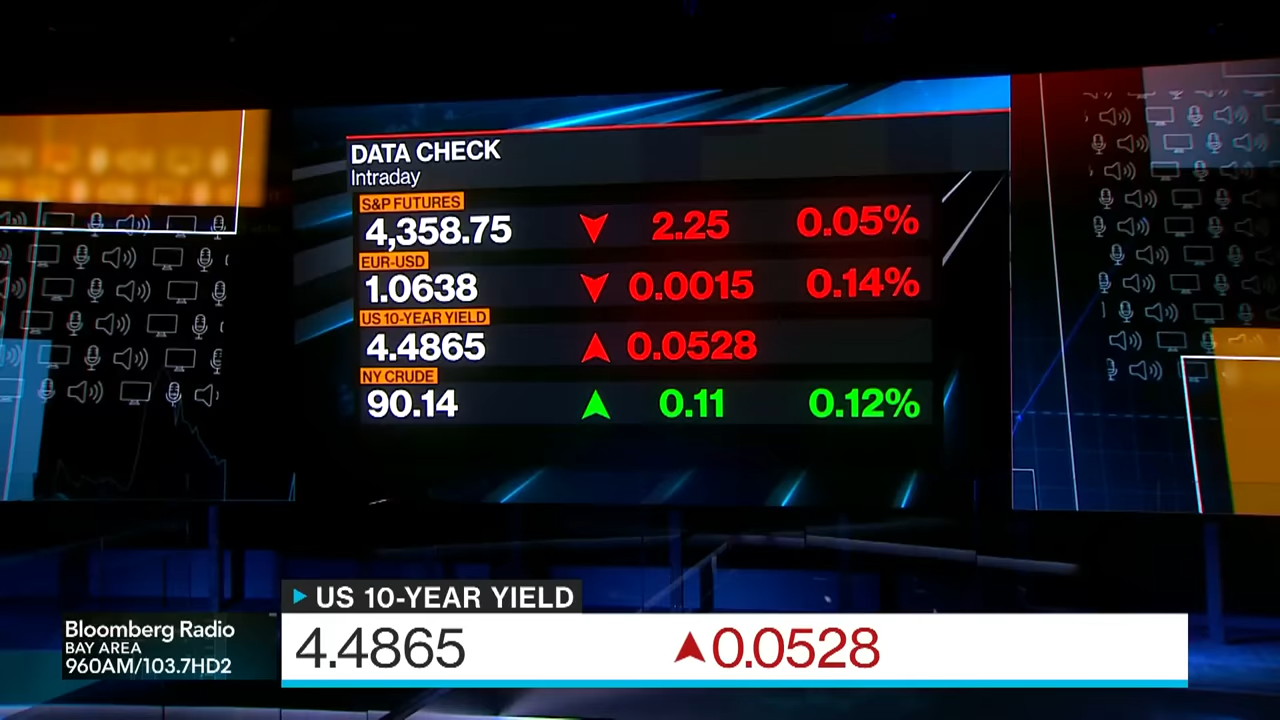 DATA CHECK
Intraday
S&P FUTURES
4,358.75 ▼ 2.25 0.05%
EUR-USD
1.0638 ▼ 0.0015 0.14%
US 10-YEAR YIELD
4.4865 ▲ 0.0528
NY CRUDE
90.14 ▲ 0.11 0.12%
US 10-YEAR YIELD
4.4865 ▲0.0528
Bloomberg Radio
BAY AREA
960AM/103.7HD2